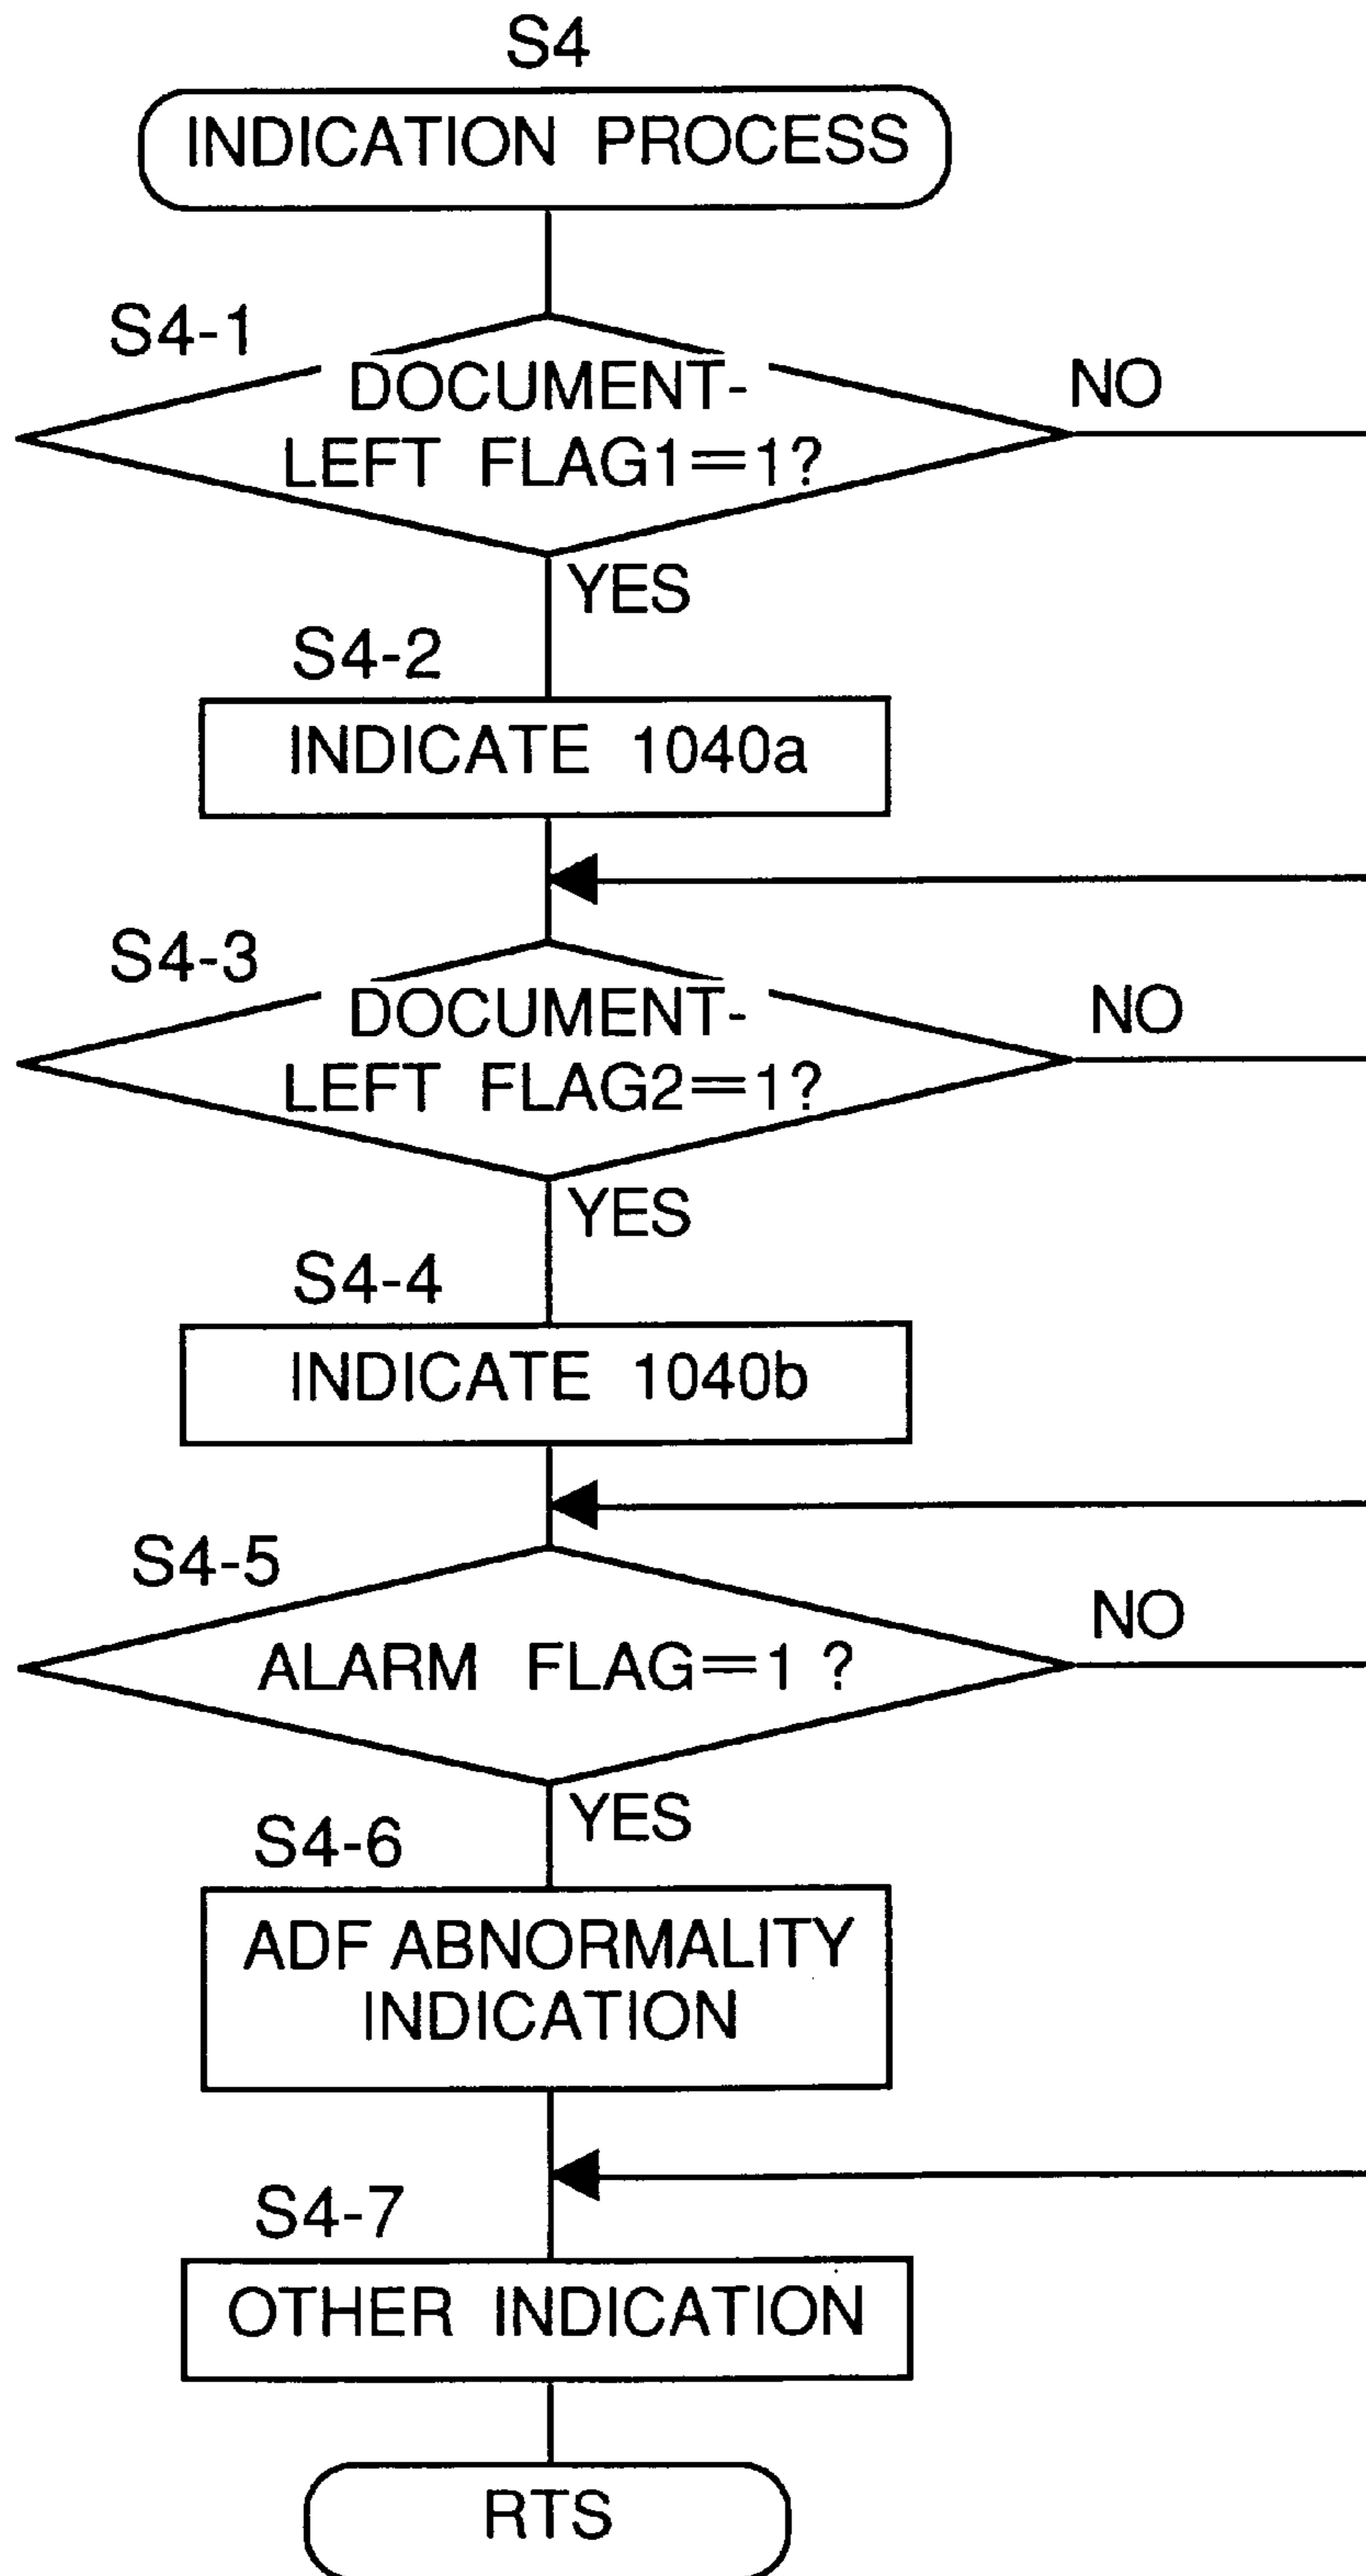 S4
INDICATION PROCESS
S4-1
DOCUMENT-
LEFT FLAG1=1?
NO
YES
S4-2
INDICATE 1040a
S4-3
DOCUMENT-
LEFT FLAG2=1?
NO
YES
S4-4
INDICATE 1040b
S4-5
ALARM FLAG=1 ?
NO
YES
S4-6
ADF ABNORMALITY
INDICATION
S4-7
OTHER INDICATION
RTS